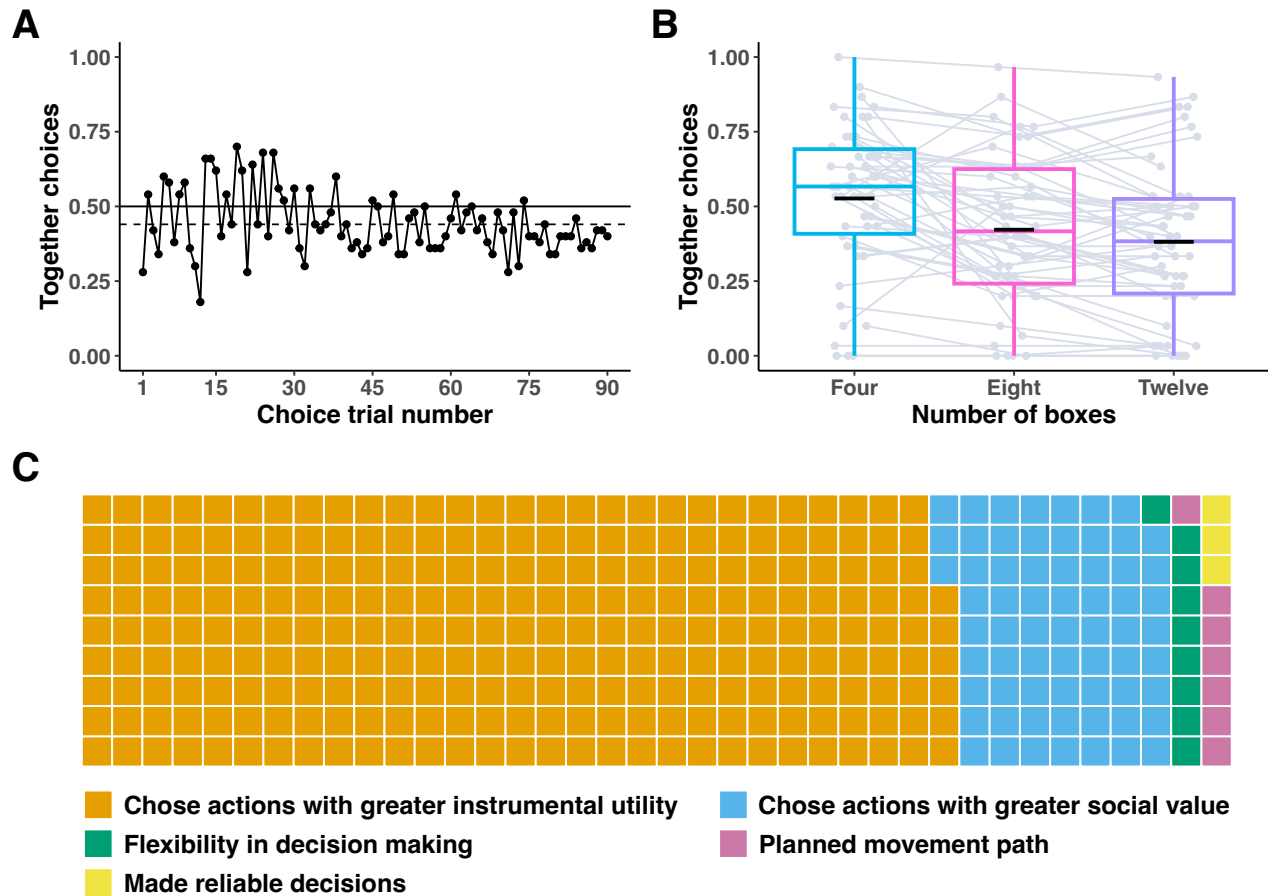 A
B
1.00
0.75
0.50
0.25
0.00
Together choices
1
15
30
45
60
75
90
Choice trial number
1.00
0.75
0.50
0.25
0.00
Together choices
Four
Eight
Twelve
Number of boxes
C
Chose actions with greater instrumental utility
Chose actions with greater social value
Flexibility in decision making
Planned movement path
Made reliable decisions